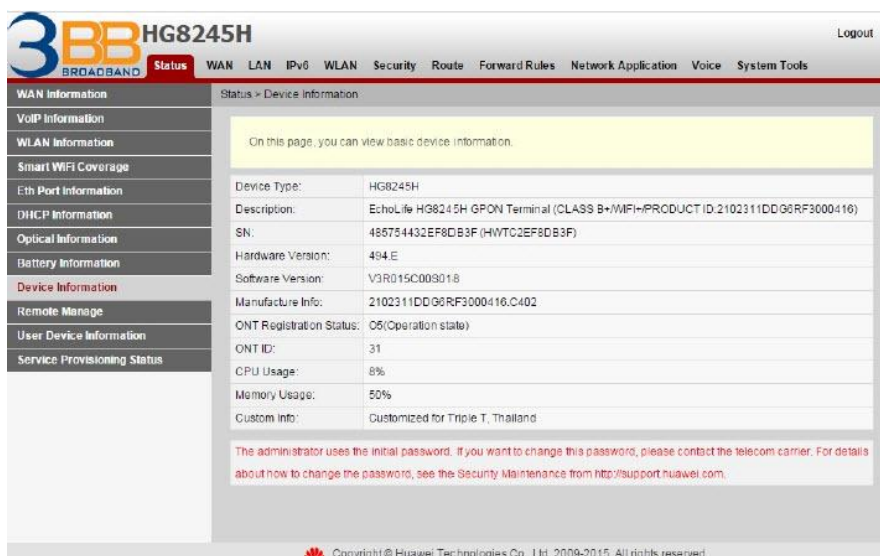 3BB
BROADBAND
HG8245H
Logout
Status WAN LAN IPv6 WLAN Security Route Forward Rules Network Application Voice System Tools
WAN Information
VoIP Information
WLAN Information
Smart WiFi Coverage
Eth Port Information
DHCP Information
Optical Information
Battery Information
Device Information
Remote Manage
User Device Information
Service Provisioning Status
Status > Device Information
On this page, you can view basic device information.
Device Type: HG8245H
Description: EchoLife HG8245H GPON Terminal (CLASS B+/WIFI+/PRODUCT ID:2102311DDG6RF3000416)
SN: 485754432EF8DB3F (HWTC2EF8DB3F)
Hardware Version: 494.E
Software Version: V3R015C00S018
Manufacture Info: 2102311DDG6RF3000416.C402
ONT Registration Status: O5(Operation state)
ONT ID: 31
CPU Usage: 8%
Memory Usage: 50%
Custom Info: Customized for Triple T, Thailand
The administrator uses the initial password. If you want to change this password, please contact the telecom carrier. For details
about how to change the password, see the Security Maintenance from http://support.huawei.com.
Copyright © Huawei Technologies Co., Ltd. 2009-2015. All rights reserved.